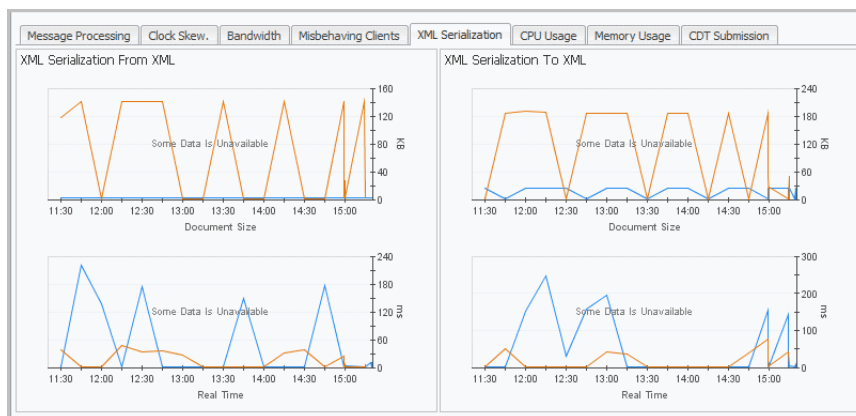 Message Processing Clock Skew. Bandwidth Misbehaving Clients XML Serialization CPU Usage Memory Usage CDT Submission
XML Serialization From XML
160
120
80
40
0
KB
Some Data Is Unavailable
11:30 12:00 12:30 13:00 13:30 14:00 14:30 15:00
Document Size
240
180
120
60
0
ms
Some Data Is Unavailable
11:30 12:00 12:30 13:00 13:30 14:00 14:30 15:00
Real Time
XML Serialization To XML
240
180
120
60
0
KB
Some Data Is Unavailable
11:30 12:00 12:30 13:00 13:30 14:00 14:30 15:00
Document Size
300
200
100
0
ms
Some Data Is Unavailable
11:30 12:00 12:30 13:00 13:30 14:00 14:30 15:00
Real Time